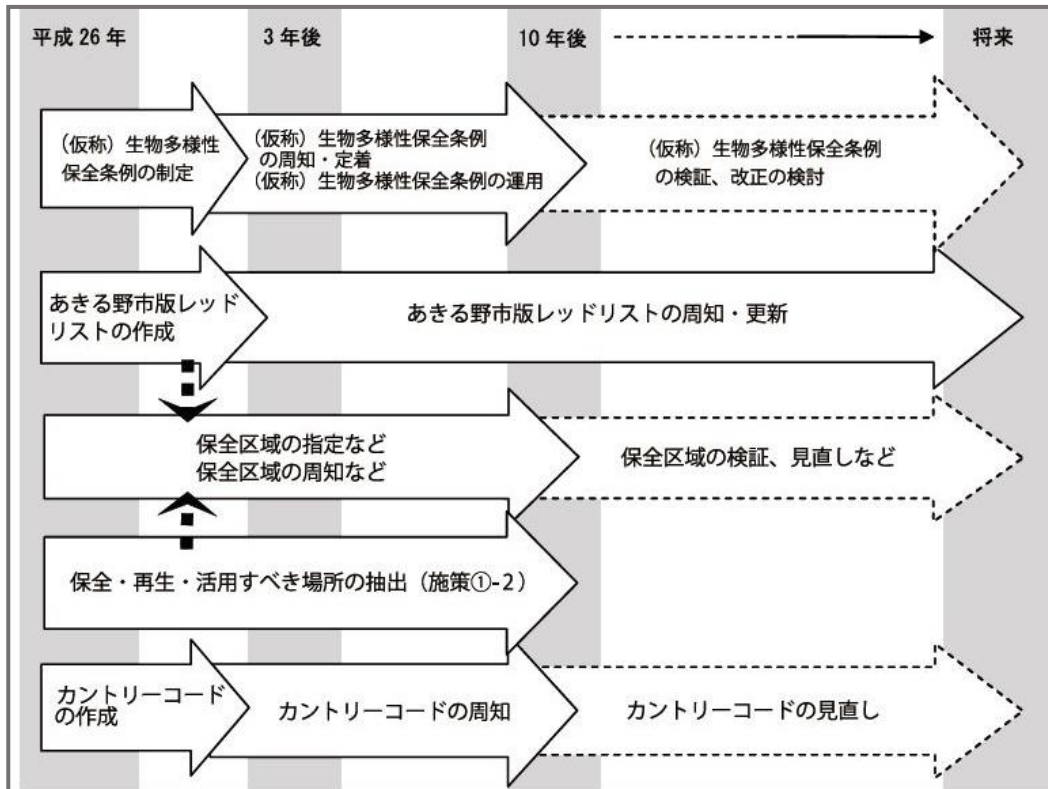 平成 26 年
3 年後
10 年後
将来
（仮称）生物多様性
保全条例の制定
（仮称）生物多様性保全条例
の周知・定着
（仮称）生物多様性保全条例の運用
（仮称）生物多様性保全条例
の検証、改正の検討
あきる野市版レッド
リストの作成
あきる野市版レッドリストの周知・更新
保全区域の指定など
保全区域の周知など
保全区域の検証、見直しなど
保全・再生・活用すべき場所の抽出（施策①-2）
カントリーコード
の作成
カントリーコードの周知
カントリーコードの見直し